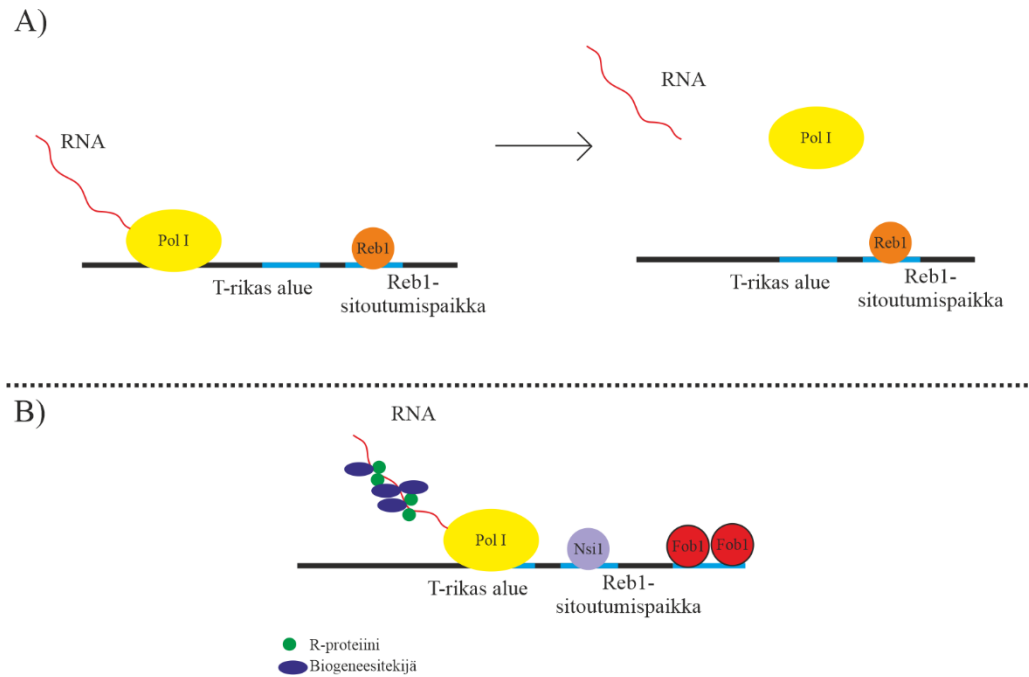 A)
RNA
Pol I
Reb1
T-rikas alue
Reb1-
sitoutumispaikka
RNA
Pol I
Reb1
T-rikas alue
Reb1-
sitoutumispaikka
B)
RNA
Pol I
Nsi1
Fob1
Fob1
T-rikas alue
Reb1-
sitoutumispaikka
R-proteiini
Biogeneesitekijä